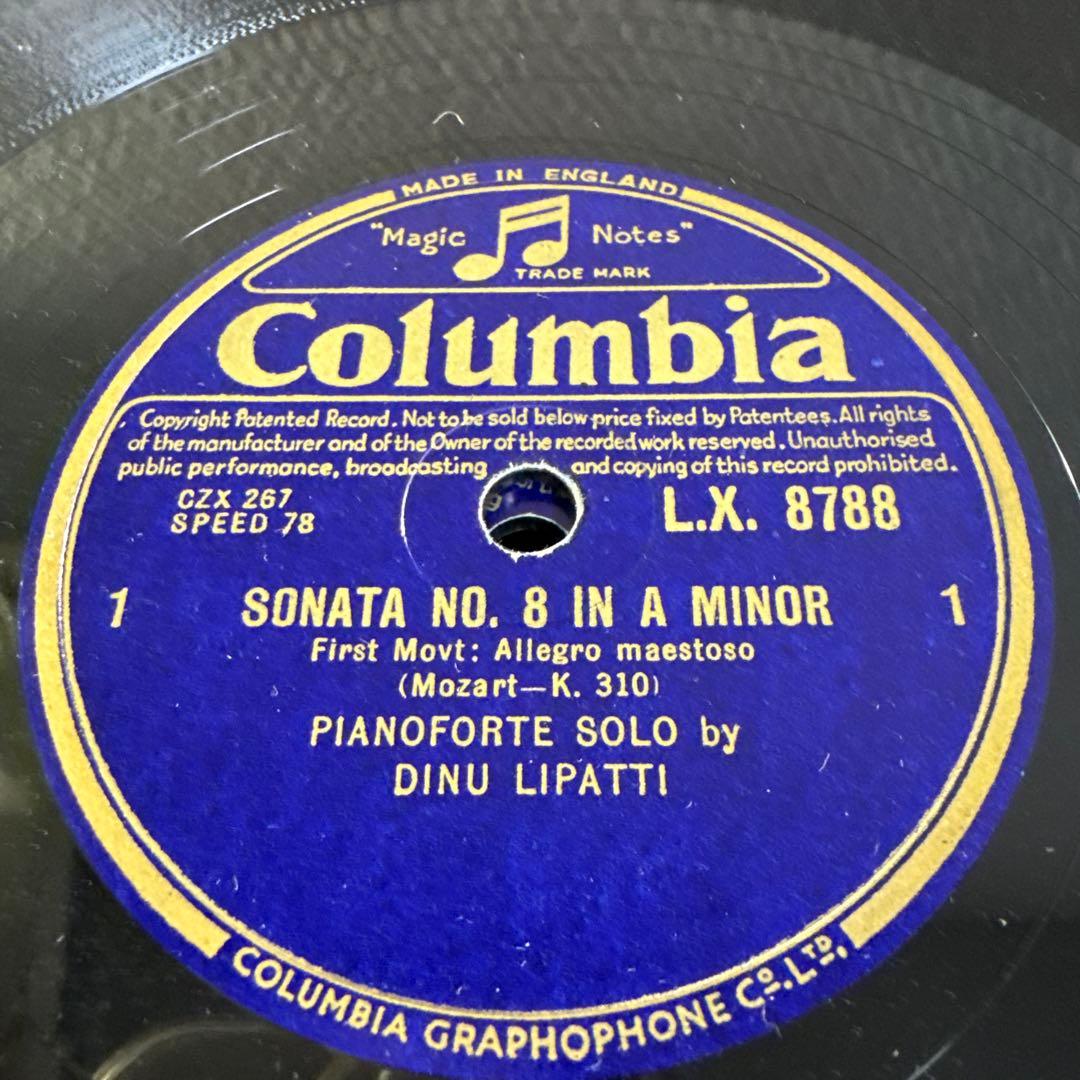 MADE IN ENGLAND
"Magic Notes"
TRADE MARK
Columbia
Copyright Patented Record. Not to be sold below price fixed by Patentees. All rights
of the manufacturer and of the Owner of the recorded work reserved. Unauthorised
public performance, broadcasting and copying of this record prohibited.
CZX 267
SPEED 78
L.X. 8788
1 SONATA NO. 8 IN A MINOR 1
First Movt: Allegro maestoso
(Mozart—K. 310)
PIANOFORTE SOLO by
DINU LIPATTI
COLUMBIA GRAPHOPHONE CO. LTD.